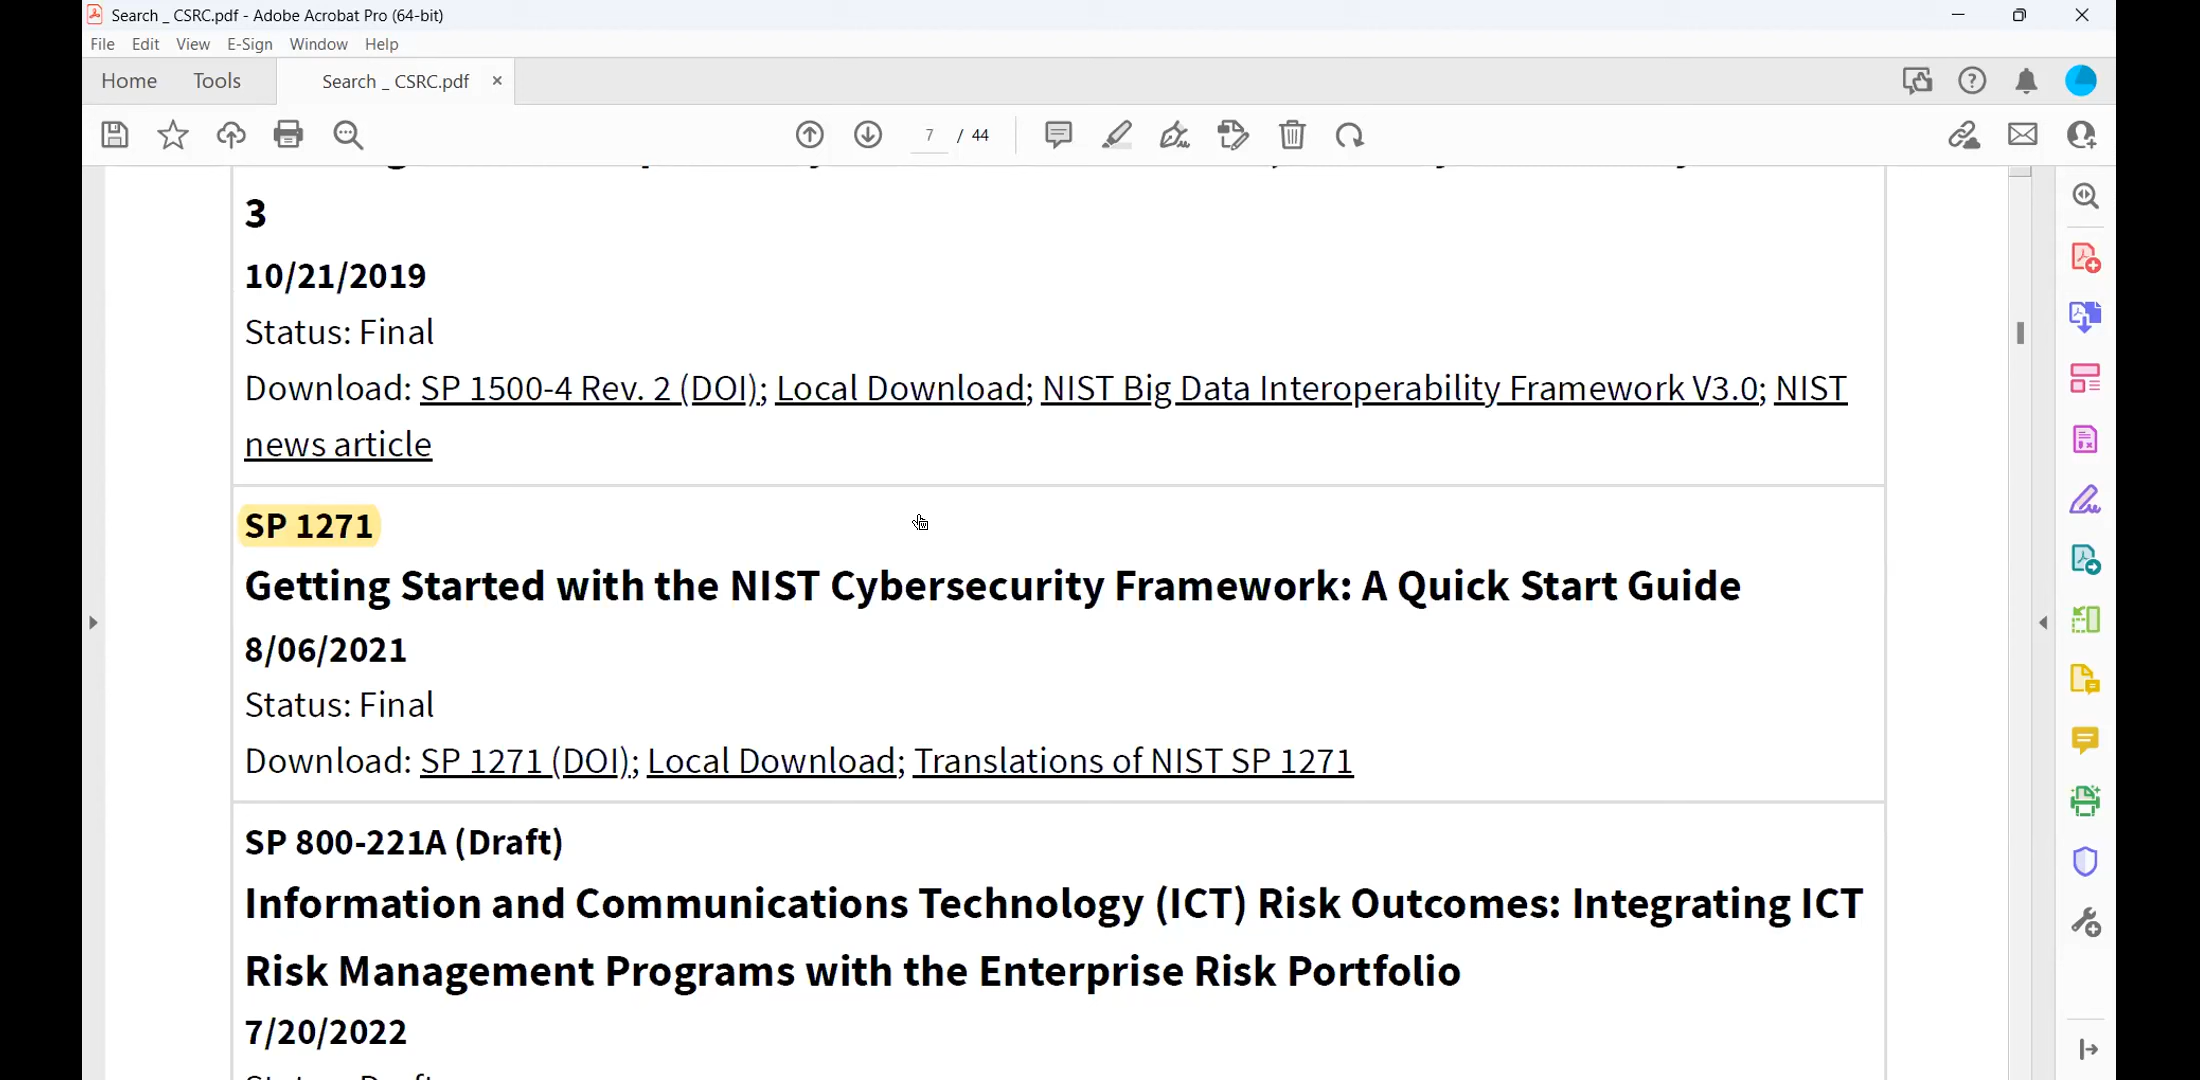 Search _ CSRC.pdf - Adobe Acrobat Pro (64-bit)
File Edit View E-Sign Window Help
Home Tools Search _ CSRC.pdf
7 / 44
3
10/21/2019
Status: Final
Download: SP 1500-4 Rev. 2 (DOI); Local Download; NIST Big Data Interoperability Framework V3.0; NIST
news article
SP 1271
Getting Started with the NIST Cybersecurity Framework: A Quick Start Guide
8/06/2021
Status: Final
Download: SP 1271 (DOI); Local Download; Translations of NIST SP 1271
SP 800-221A (Draft)
Information and Communications Technology (ICT) Risk Outcomes: Integrating ICT
Risk Management Programs with the Enterprise Risk Portfolio
7/20/2022